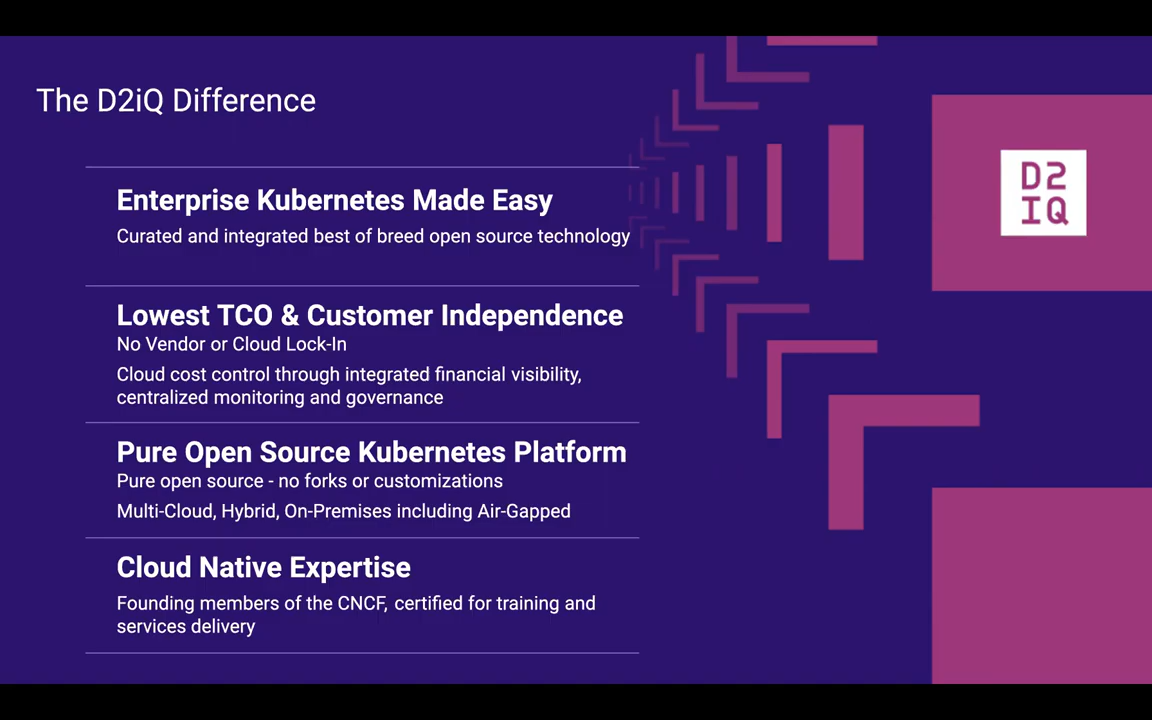 The D2iQ Difference
Enterprise Kubernetes Made Easy
Curated and integrated best of breed open source technology
Lowest TCO & Customer Independence
No Vendor or Cloud Lock-In
Cloud cost control through integrated financial visibility,
centralized monitoring and governance
Pure Open Source Kubernetes Platform
Pure open source - no forks or customizations
Multi-Cloud, Hybrid, On-Premises including Air-Gapped
Cloud Native Expertise
Founding members of the CNCF, certified for training and
services delivery
D2
IQ